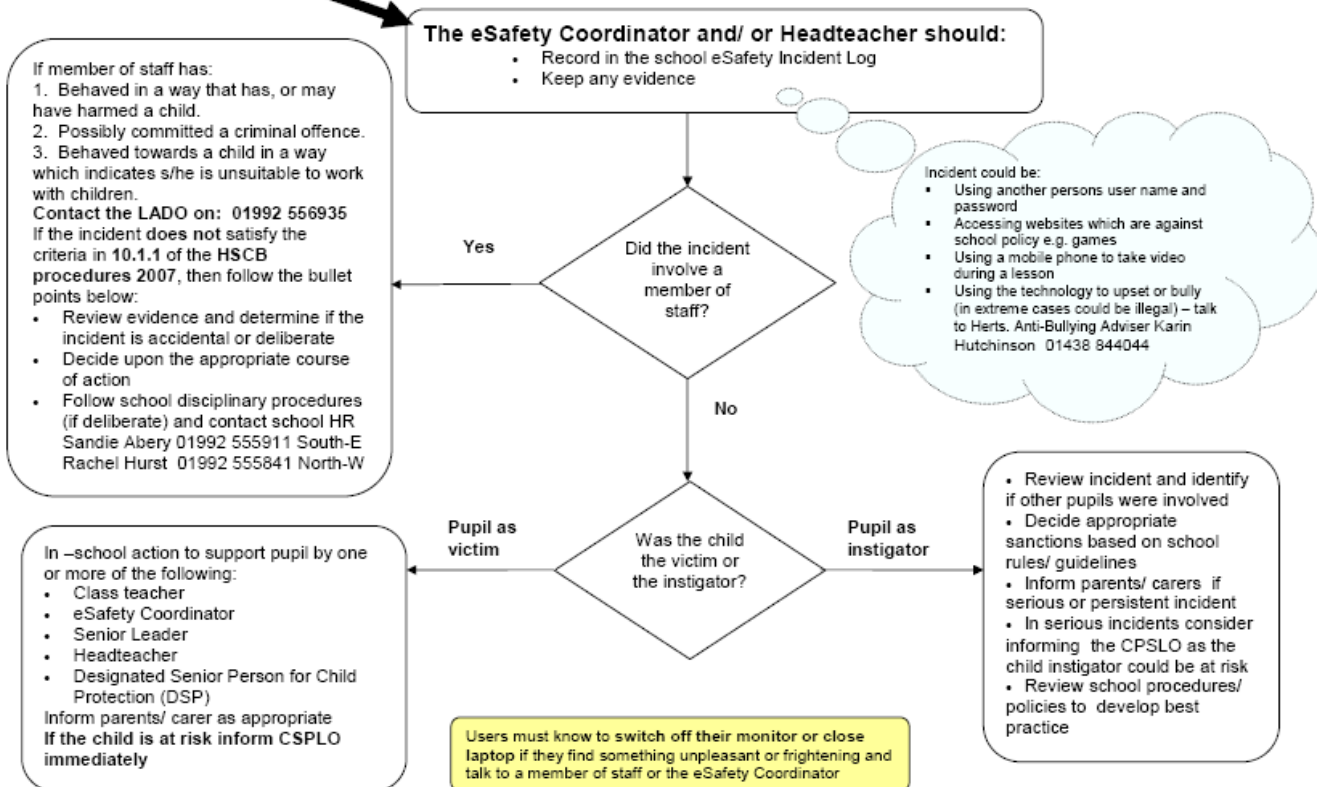 The eSafety Coordinator and/ or Headteacher should:
• Record in the school eSafety Incident Log
• Keep any evidence
If member of staff has:
1. Behaved in a way that has, or may
have harmed a child.
2. Possibly committed a criminal offence.
3. Behaved towards a child in a way
which indicates s/he is unsuitable to work
with children.
Contact the LADO on: 01992 556935
If the incident does not satisfy the
criteria in 10.1.1 of the HSCB
procedures 2007, then follow the bullet
points below:
• Review evidence and determine if the
incident is accidental or deliberate
• Decide upon the appropriate course
of action
• Follow school disciplinary procedures
(if deliberate) and contact school HR
Sandie Abery 01992 555911 South-E
Rachel Hurst 01992 555841 North-W
Yes
Did the incident
involve a
member of
staff?
Incident could be:
▪ Using another persons user name and
password
▪ Accessing websites which are against
school policy e.g. games
▪ Using a mobile phone to take video
during a lesson
▪ Using the technology to upset or bully
(in extreme cases could be illegal) – talk
to Herts. Anti-Bullying Adviser Karin
Hutchinson 01438 844044
No
In –school action to support pupil by one
or more of the following:
• Class teacher
• eSafety Coordinator
• Senior Leader
• Headteacher
• Designated Senior Person for Child
Protection (DSP)
Inform parents/ carer as appropriate
If the child is at risk inform CSPLO
immediately
Pupil as
victim
Was the child
the victim or
the instigator?
Pupil as
instigator
• Review incident and identify
if other pupils were involved
• Decide appropriate
sanctions based on school
rules/ guidelines
• Inform parents/ carers if
serious or persistent incident
• In serious incidents consider
informing the CPSLO as the
child instigator could be at risk
• Review school procedures/
policies to develop best
practice
Users must know to switch off their monitor or close
laptop if they find something unpleasant or frightening and
talk to a member of staff or the eSafety Coordinator